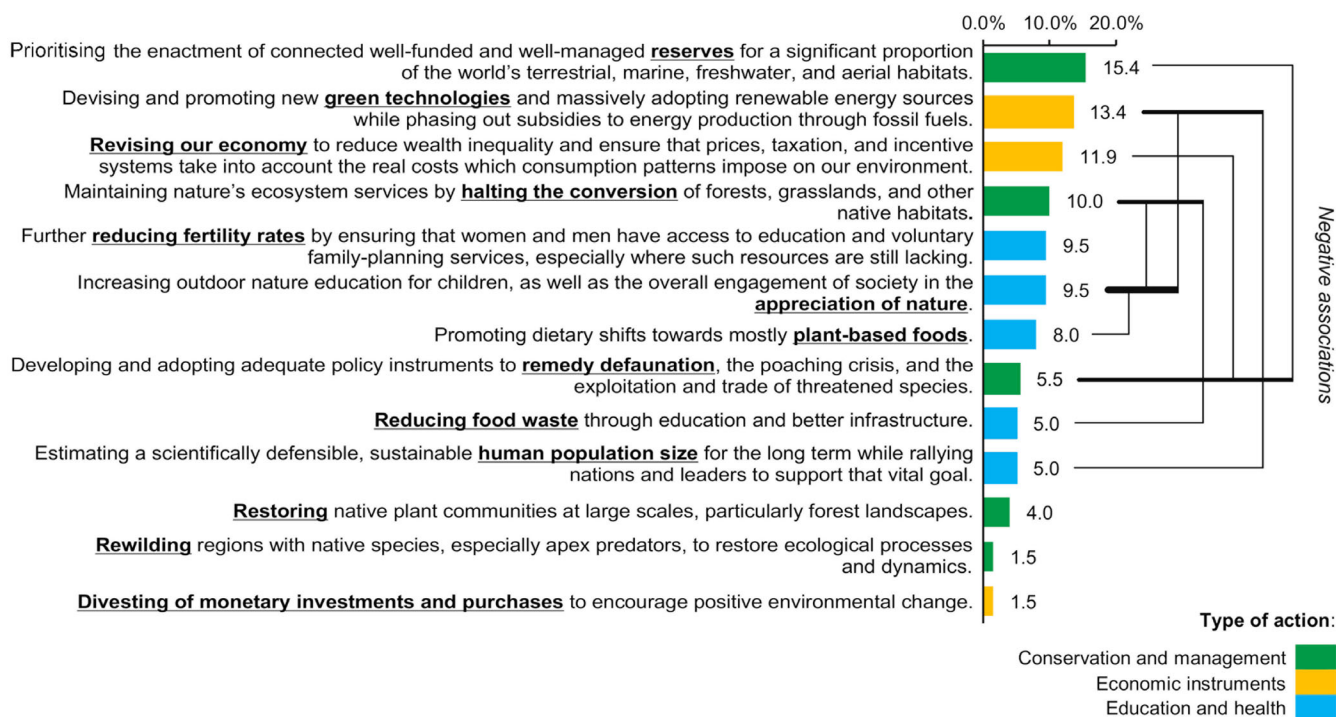 0.0% 10.0% 20.0%
Prioritising the enactment of connected well-funded and well-managed reserves for a significant proportion
of the world's terrestrial, marine, freshwater, and aerial habitats.
15.4
Devising and promoting new green technologies and massively adopting renewable energy sources
while phasing out subsidies to energy production through fossil fuels.
13.4
Revising our economy to reduce wealth inequality and ensure that prices, taxation, and incentive
systems take into account the real costs which consumption patterns impose on our environment.
11.9
Maintaining nature's ecosystem services by halting the conversion of forests, grasslands, and other
native habitats.
10.0
Further reducing fertility rates by ensuring that women and men have access to education and voluntary
family-planning services, especially where such resources are still lacking.
9.5
Increasing outdoor nature education for children, as well as the overall engagement of society in the
appreciation of nature.
9.5
Promoting dietary shifts towards mostly plant-based foods.
8.0
Developing and adopting adequate policy instruments to remedy defaunation, the poaching crisis, and the
exploitation and trade of threatened species.
5.5
Reducing food waste through education and better infrastructure.
5.0
Estimating a scientifically defensible, sustainable human population size for the long term while rallying
nations and leaders to support that vital goal.
5.0
Restoring native plant communities at large scales, particularly forest landscapes.
4.0
Rewilding regions with native species, especially apex predators, to restore ecological processes
and dynamics.
1.5
Divesting of monetary investments and purchases to encourage positive environmental change.
1.5
Negative associations
Type of action:
Conservation and management
Economic instruments
Education and health